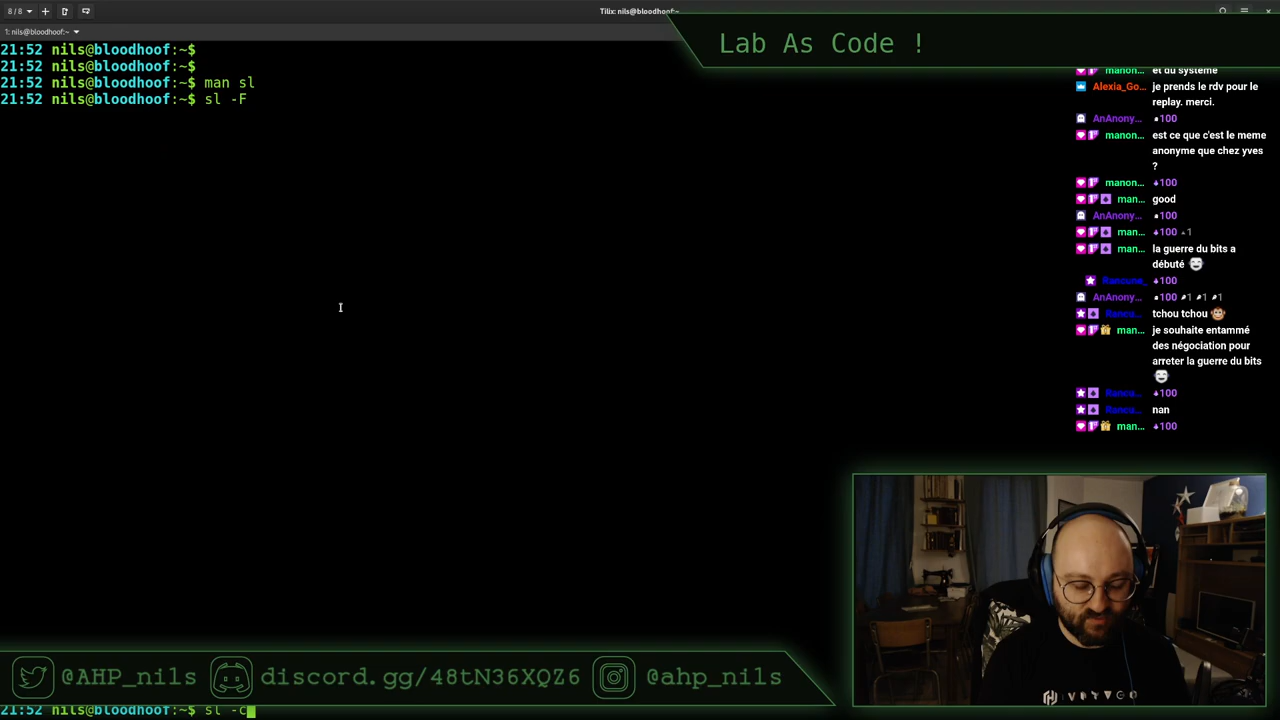 8 / 8
Tilix: nils@bloodhoof:~
1: nils@bloodhoof:~
21:52 nils@bloodhoof:~$
21:52 nils@bloodhoof:~$
21:52 nils@bloodhoof:~$ man sl
21:52 nils@bloodhoof:~$ sl -F
Lab As Code !
manon... et du système
Alexia_Go... je prends le rdv pour le
replay. merci.
AnAnony... 100
manon... est ce que c'est le meme
anonyme que chez yves
?
manon... 100
man... good
AnAnony... 100
man... 100 1
man... la guerre du bits a
débuté
Rancune_ 100
AnAnony... 100 1 1 1
Rancu... tchou tchou
man... je souhaite entammé
des négociation pour
arreter la guerre du bits
Rancu... 100
Rancu... nan
man... 100
@AHP_nils discord.gg/48tN36XQZ6 @ahp_nils
21:52 nils@bloodhoof:~$ sl -c